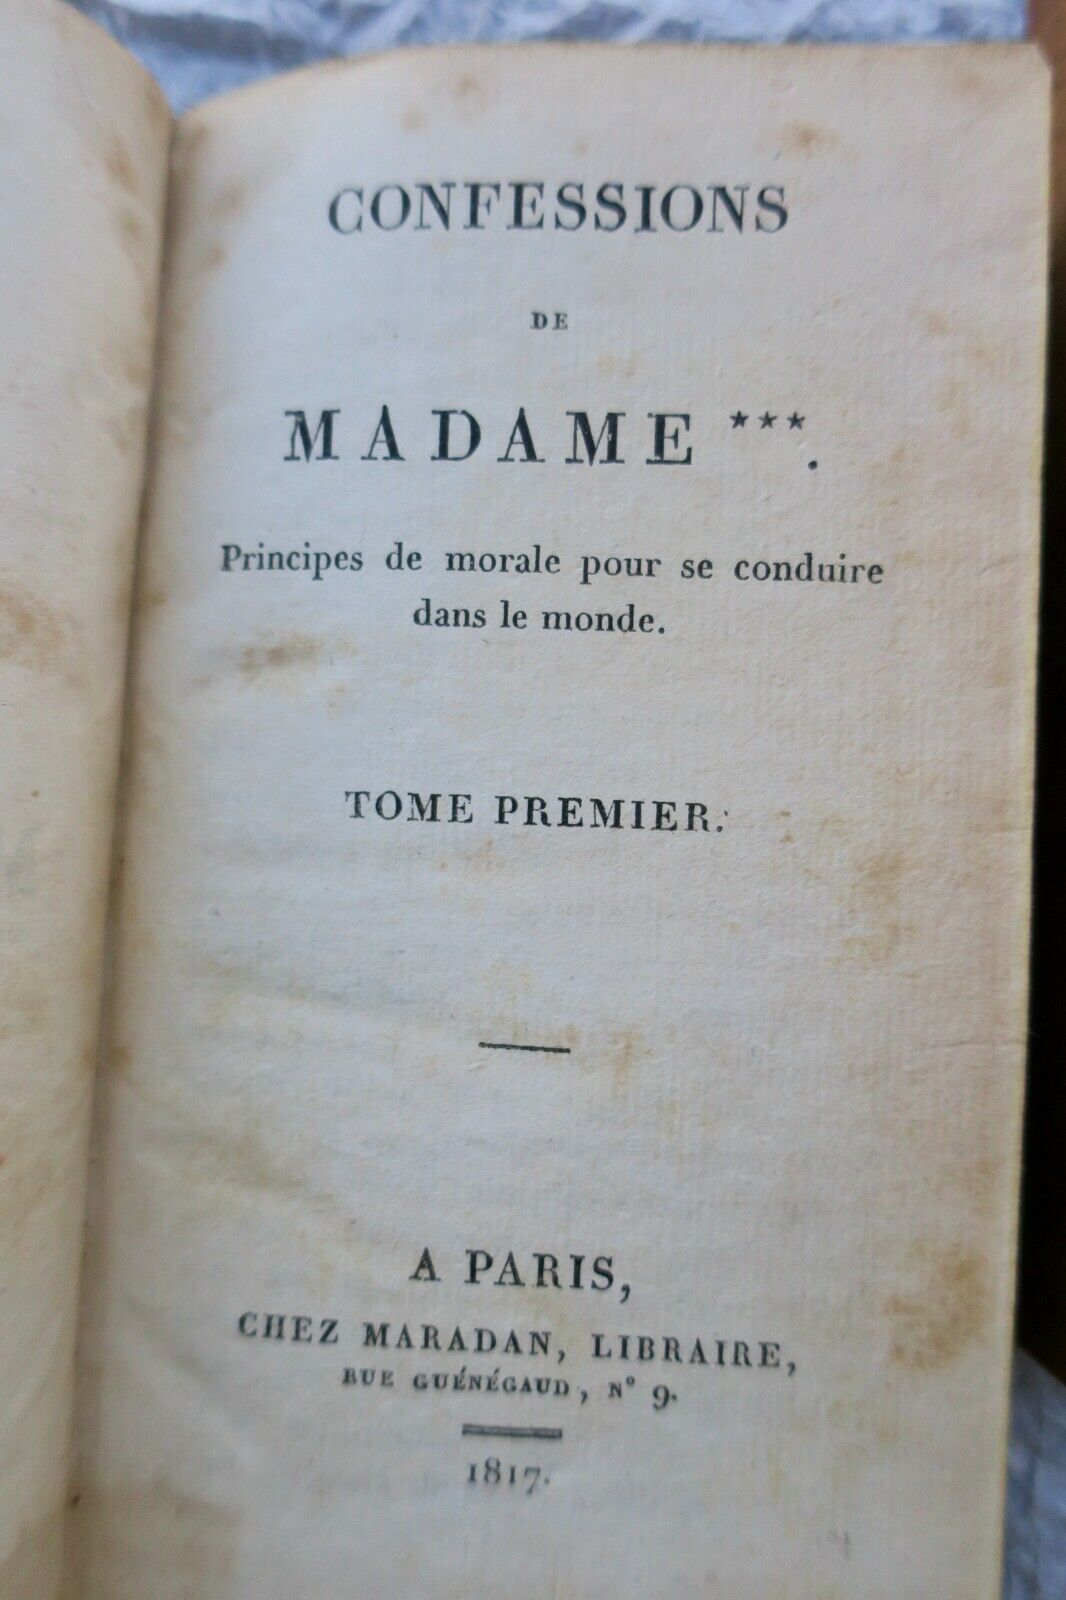 CONFESSIONS
DE
MADAME ***.
Principes de morale pour se conduire
dans le monde.
TOME PREMIER.
A PARIS,
CHEZ MARADAN, LIBRAIRE,
RUE GUÉNÉGAUD, N° 9.
1817.